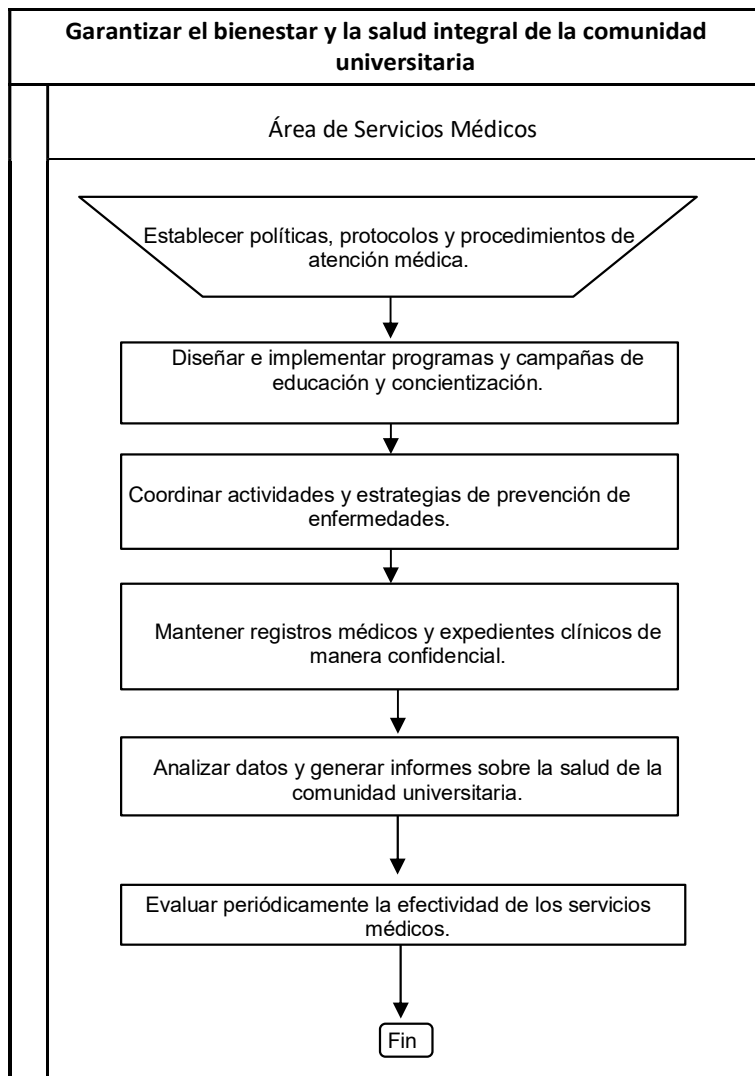 Garantizar el bienestar y la salud integral de la comunidad
universitaria
Área de Servicios Médicos
Establecer políticas, protocolos y procedimientos de
atención médica.
Diseñar e implementar programas y campañas de
educación y concientización.
Coordinar actividades y estrategias de prevención de
enfermedades.
Mantener registros médicos y expedientes clínicos de
manera confidencial.
Analizar datos y generar informes sobre la salud de la
comunidad universitaria.
Evaluar periódicamente la efectividad de los servicios
médicos.
Fin